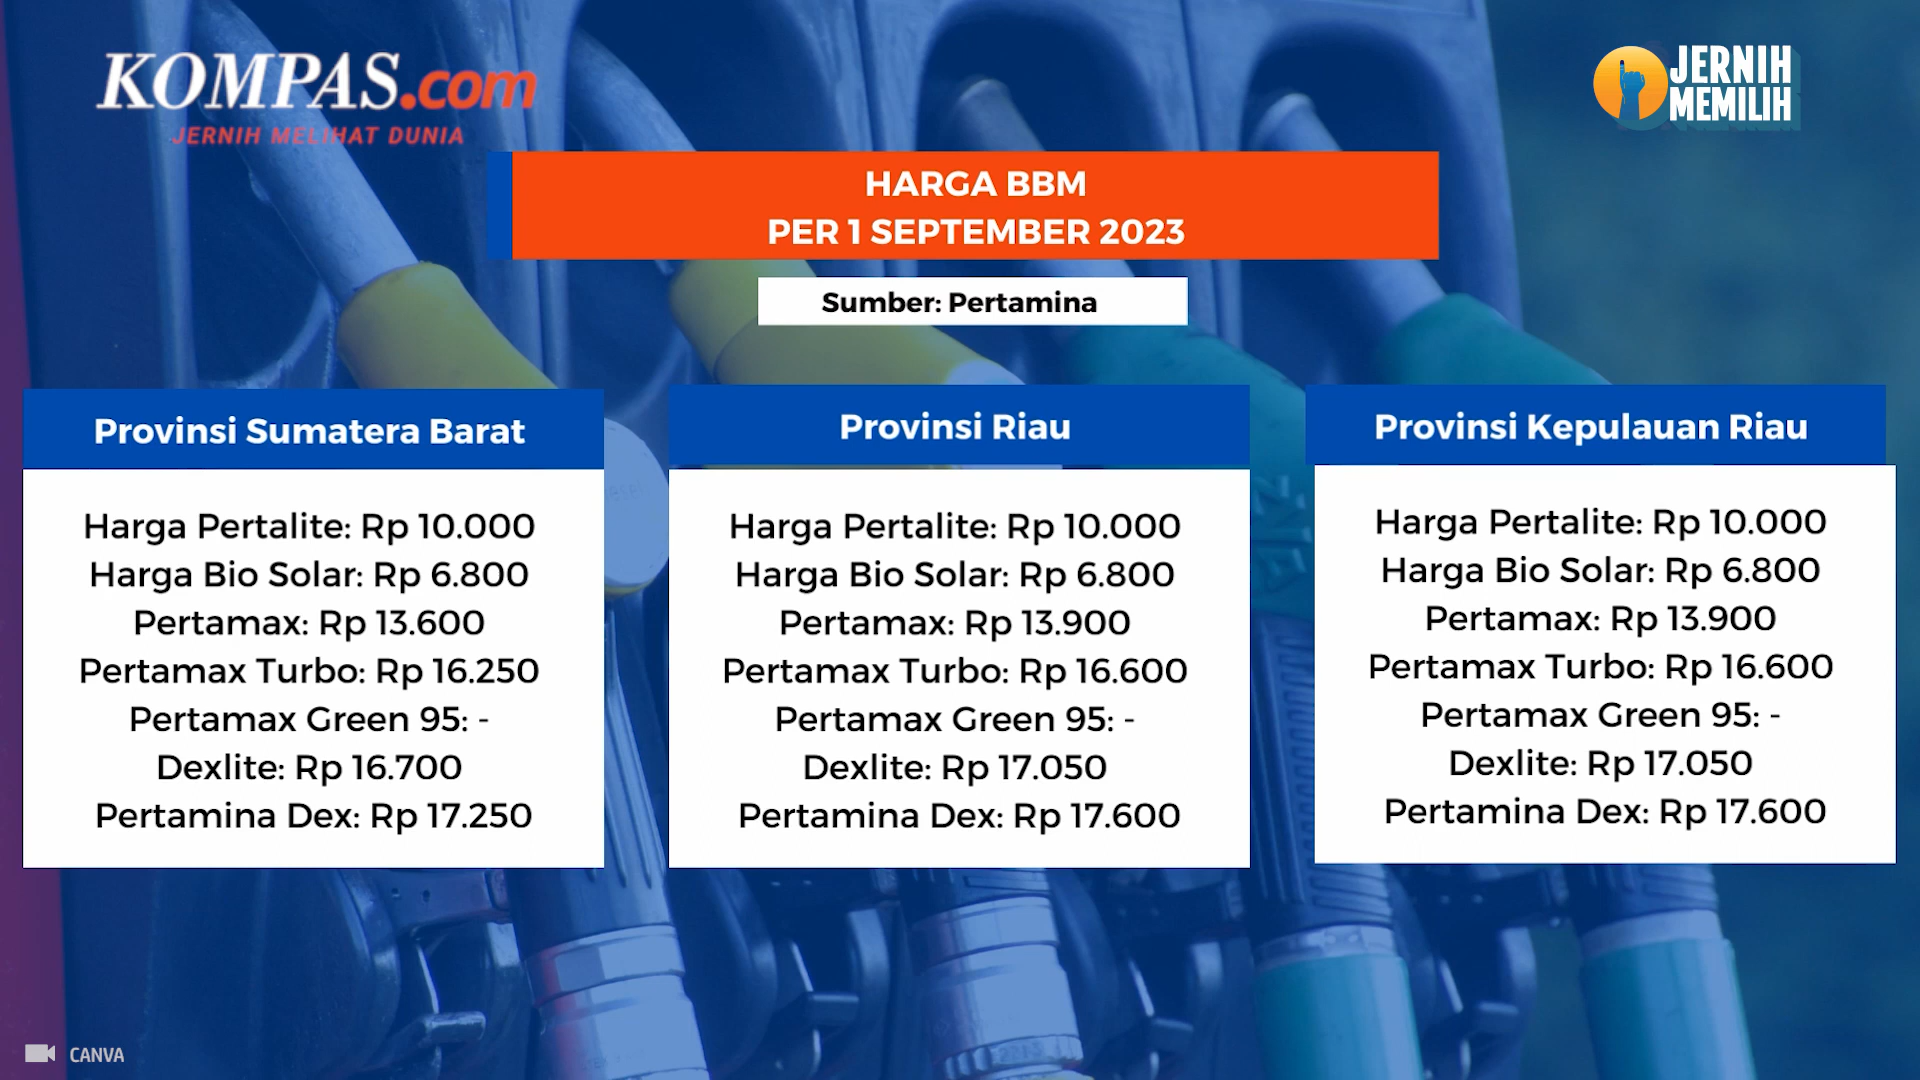 KOMPAS.com
JERNIH MELIHAT DUNIA
JERNIH
MEMILIH
HARGA BBM
PER 1 SEPTEMBER 2023
Sumber: Pertamina
Provinsi Sumatera Barat
Harga Pertalite: Rp 10.000
Harga Bio Solar: Rp 6.800
Pertamax: Rp 13.600
Pertamax Turbo: Rp 16.250
Pertamax Green 95: -
Dexlite: Rp 16.700
Pertamina Dex: Rp 17.250
Provinsi Riau
Harga Pertalite: Rp 10.000
Harga Bio Solar: Rp 6.800
Pertamax: Rp 13.900
Pertamax Turbo: Rp 16.600
Pertamax Green 95: -
Dexlite: Rp 17.050
Pertamina Dex: Rp 17.600
Provinsi Kepulauan Riau
Harga Pertalite: Rp 10.000
Harga Bio Solar: Rp 6.800
Pertamax: Rp 13.900
Pertamax Turbo: Rp 16.600
Pertamax Green 95: -
Dexlite: Rp 17.050
Pertamina Dex: Rp 17.600
CANVA